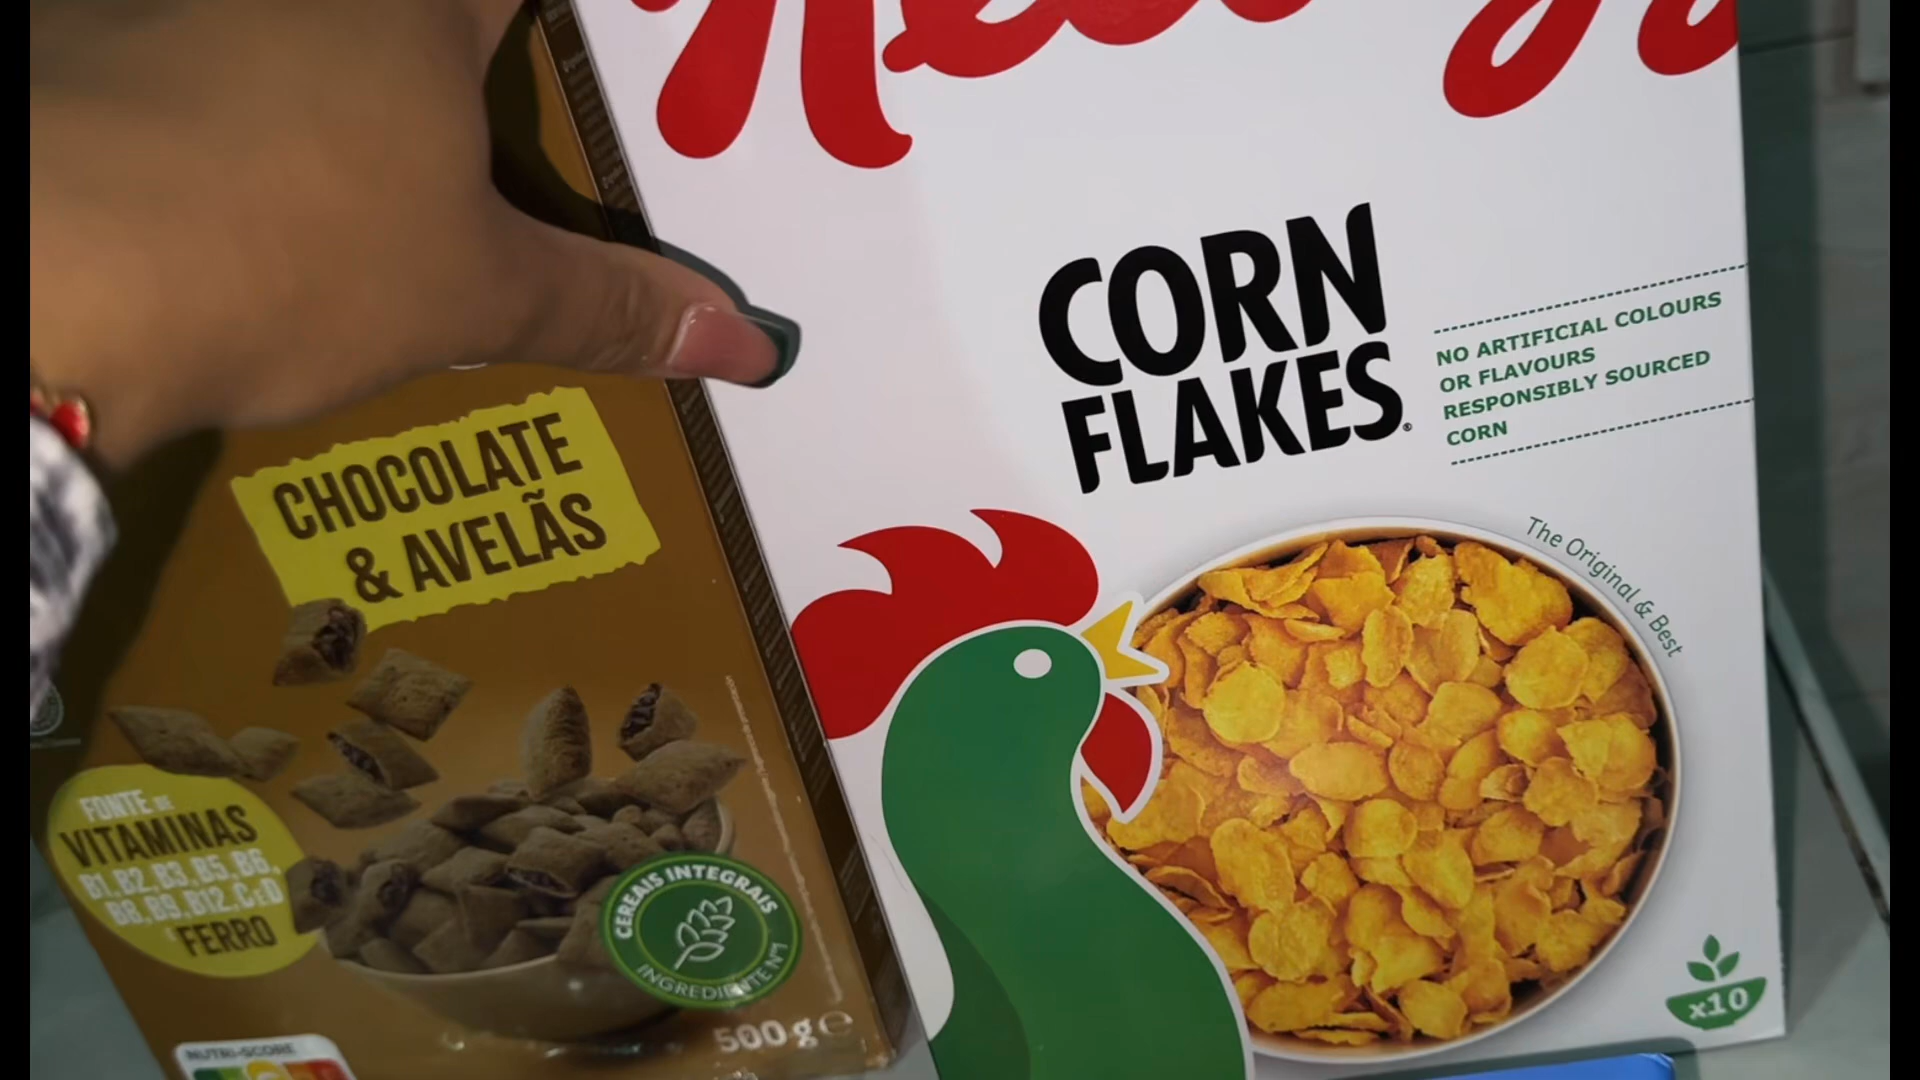 CORN
FLAKES®
NO ARTIFICIAL COLOURS
OR FLAVOURS
RESPONSIBLY SOURCED
CORN
The Original & Best
x10
CHOCOLATE
& AVELÃS
FONTE DE
VITAMINAS
B1, B2, B3, B5, B6,
B8, B9, B12, C E D
E FERRO
CEREAIS INTEGRAIS
INGREDIENTE Nº1
500 g e
NUTRI-SCORE